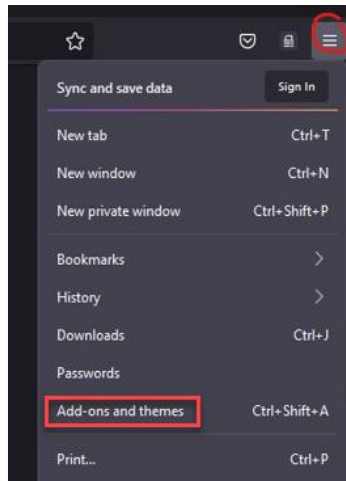 Sync and save data Sign In
New tab Ctrl+T
New window Ctrl+N
New private window Ctrl+Shift+P
Bookmarks
History
Downloads Ctrl+J
Passwords
Add-ons and themes Ctrl+Shift+A
Print... Ctrl+P